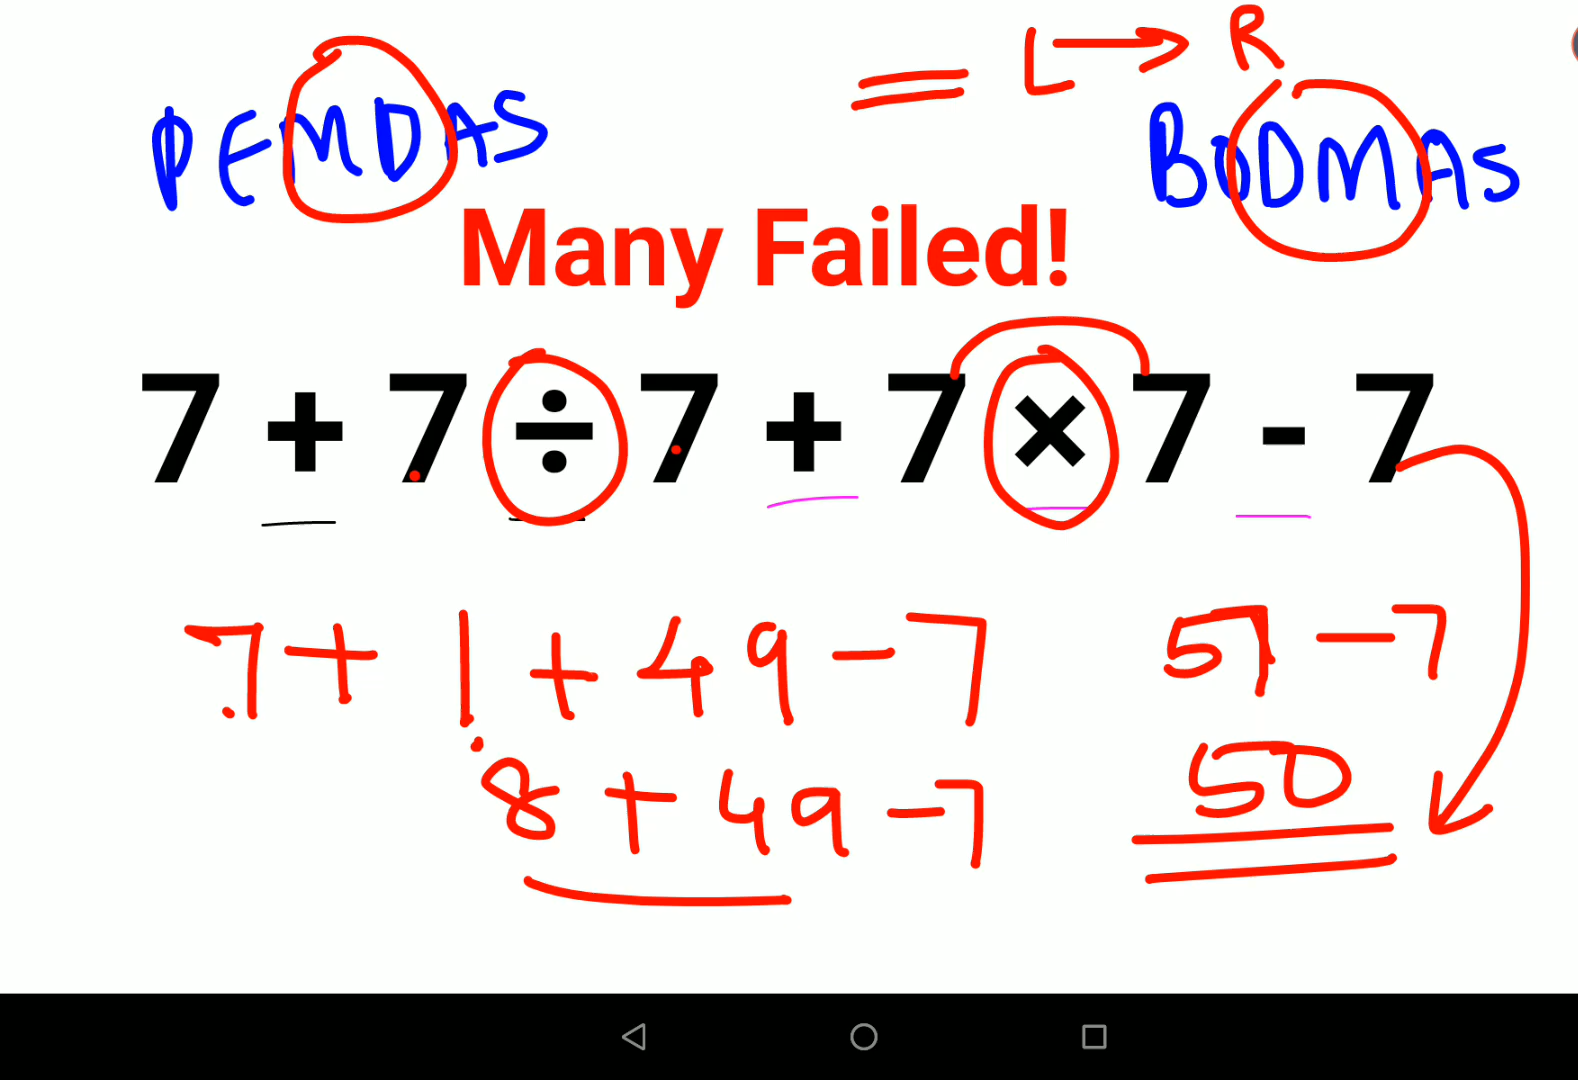 = L → R
PEMDAS BODMAS
Many Failed!
7 + 7 ÷ 7 + 7 × 7 - 7
7 + 1 + 49 - 7 57 - 7
8 + 49 - 7 50